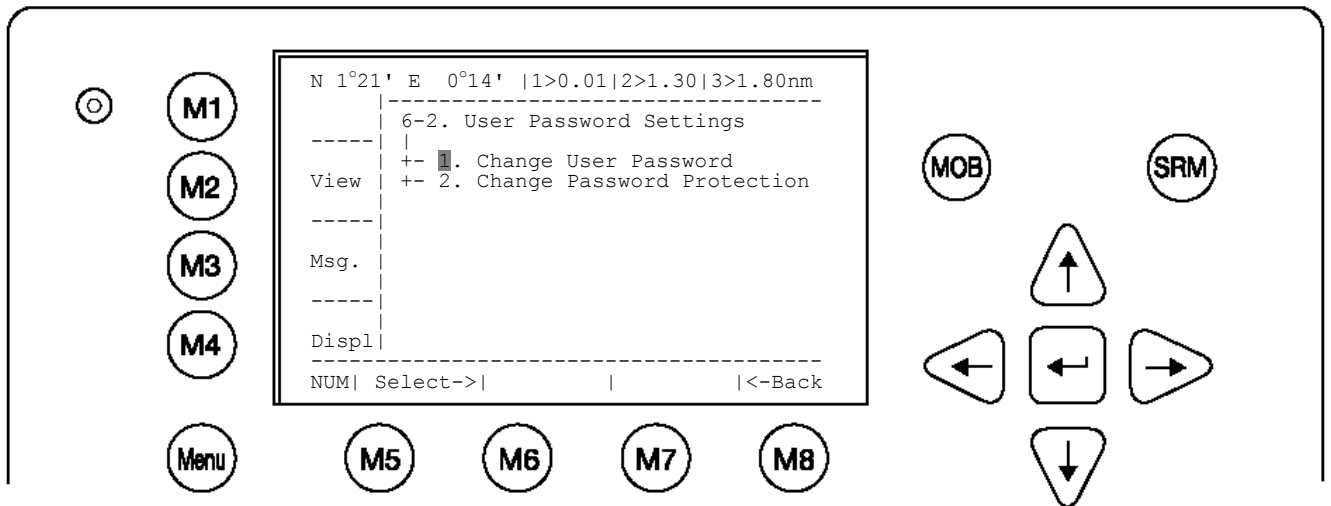 N 1°21' E 0°14' |1>0.01|2>1.30|3>1.80nm
6-2. User Password Settings
+- 1. Change User Password
View | +- 2. Change Password Protection
Msg.
Displ|
NUM| Select->| | |<-Back
M1
M2
M3
M4
Menu
M5
M6
M7
M8
MOB
SRM